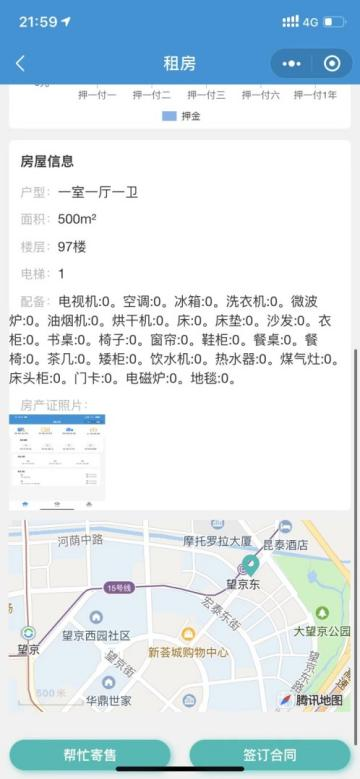 21:59
4G
租房
押一付一
押一付二
押一付三
押一付六
押一付1年
押金
房屋信息
户型：一室一厅一卫
面积：500m²
楼层：97楼
电梯：1
配备：电视机:0。空调:0。冰箱:0。洗衣机:0。微波
炉:0。油烟机:0。烘干机:0。床:0。床垫:0。沙发:0。衣
柜:0。书桌:0。椅子:0。窗帘:0。鞋柜:0。餐桌:0。餐
椅:0。茶几:0。矮柜:0。饮水机:0。热水器:0。煤气灶:0。
床头柜:0。门卡:0。电磁炉:0。地毯:0。
房产证照片：
河荫中路
摩托罗拉大厦
昆泰酒店
15号线
望京东
宏泰东街
望京西园社区
大望京公园
望京
新荟城购物中心
望京街
望京东路
500 米
华鼎世家
腾讯地图
帮忙寄售
签订合同